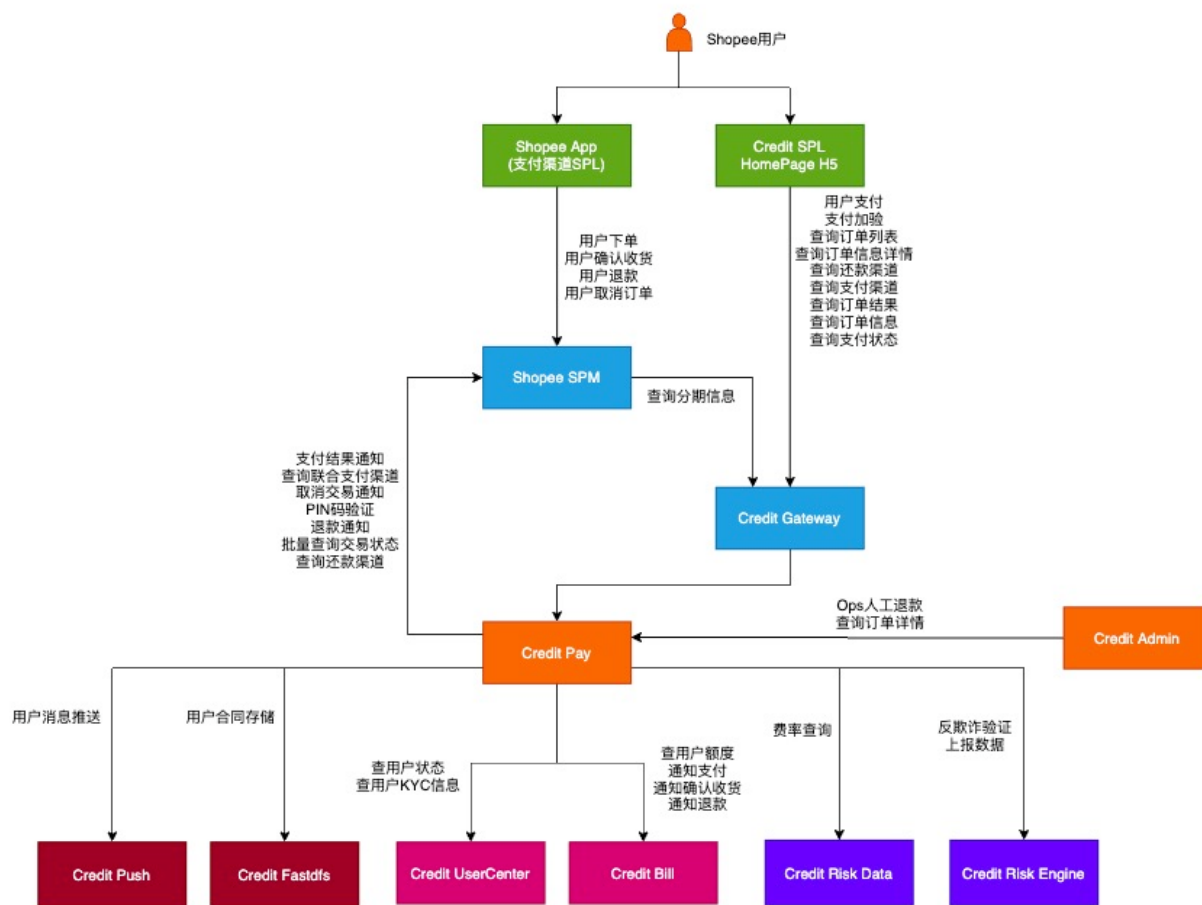 Shopee用户
Shopee App
(支付渠道SPL)
Credit SPL
HomePage H5
用户下单
用户确认收货
用户退款
用户取消订单
用户支付
支付加验
查询订单列表
查询订单信息详情
查询还款渠道
查询支付渠道
查询订单结果
查询订单信息
查询支付状态
Shopee SPM
查询分期信息
支付结果通知
查询联合支付渠道
取消交易通知
PIN码验证
退款通知
批量查询交易状态
查询还款渠道
Credit Gateway
Ops人工退款
查询订单详情
Credit Pay
Credit Admin
用户消息推送
用户合同存储
查用户状态
查用户KYC信息
查用户额度
通知支付
通知确认收货
通知退款
费率查询
反欺诈验证
上报数据
Credit Push
Credit Fastdfs
Credit UserCenter
Credit Bill
Credit Risk Data
Credit Risk Engine